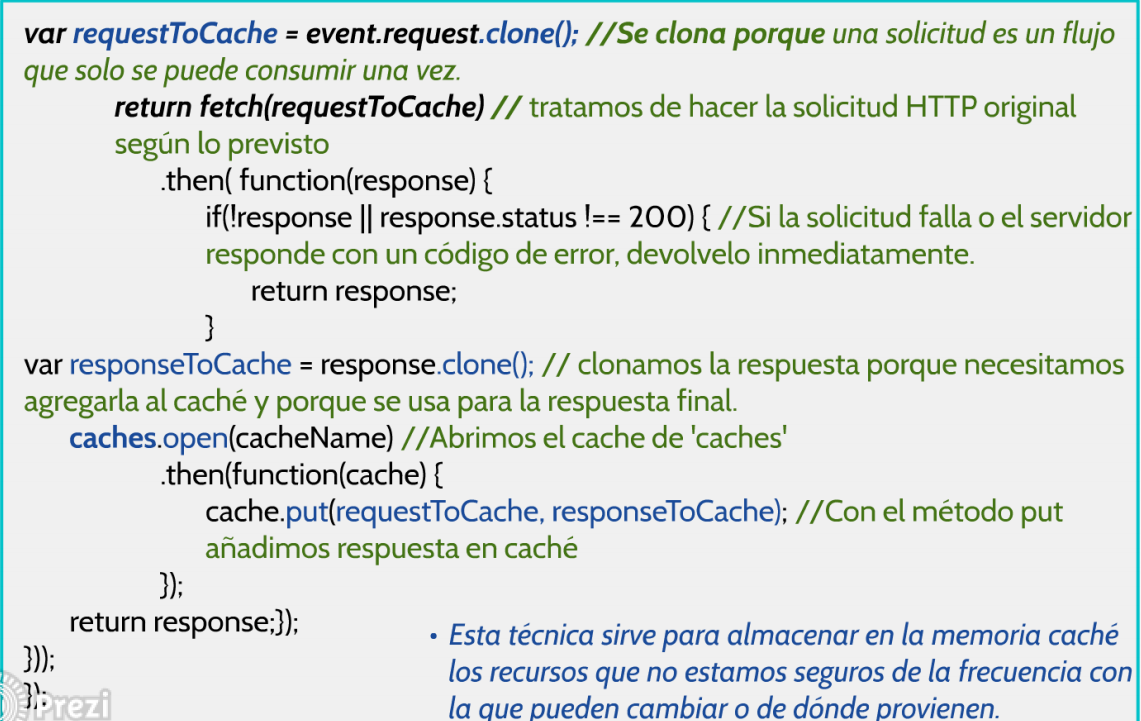 var requestToCache = event.request.clone(); //Se clona porque una solicitud es un flujo
que solo se puede consumir una vez.
return fetch(requestToCache) // tratamos de hacer la solicitud HTTP original
según lo previsto
.then( function(response) {
if(!response || response.status !== 200) { //Si la solicitud falla o el servidor
responde con un código de error, devolvelo inmediatamente.
return response;
}
var responseToCache = response.clone(); // clonamos la respuesta porque necesitamos
agregarla al caché y porque se usa para la respuesta final.
caches.open(cacheName) //Abrimos el cache de 'caches'
.then(function(cache) {
cache.put(requestToCache, responseToCache); //Con el método put
añadimos respuesta en caché
});
return response;});
}));
});
• Esta técnica sirve para almacenar en la memoria caché
los recursos que no estamos seguros de la frecuencia con
la que pueden cambiar o de dónde provienen.
Prezi